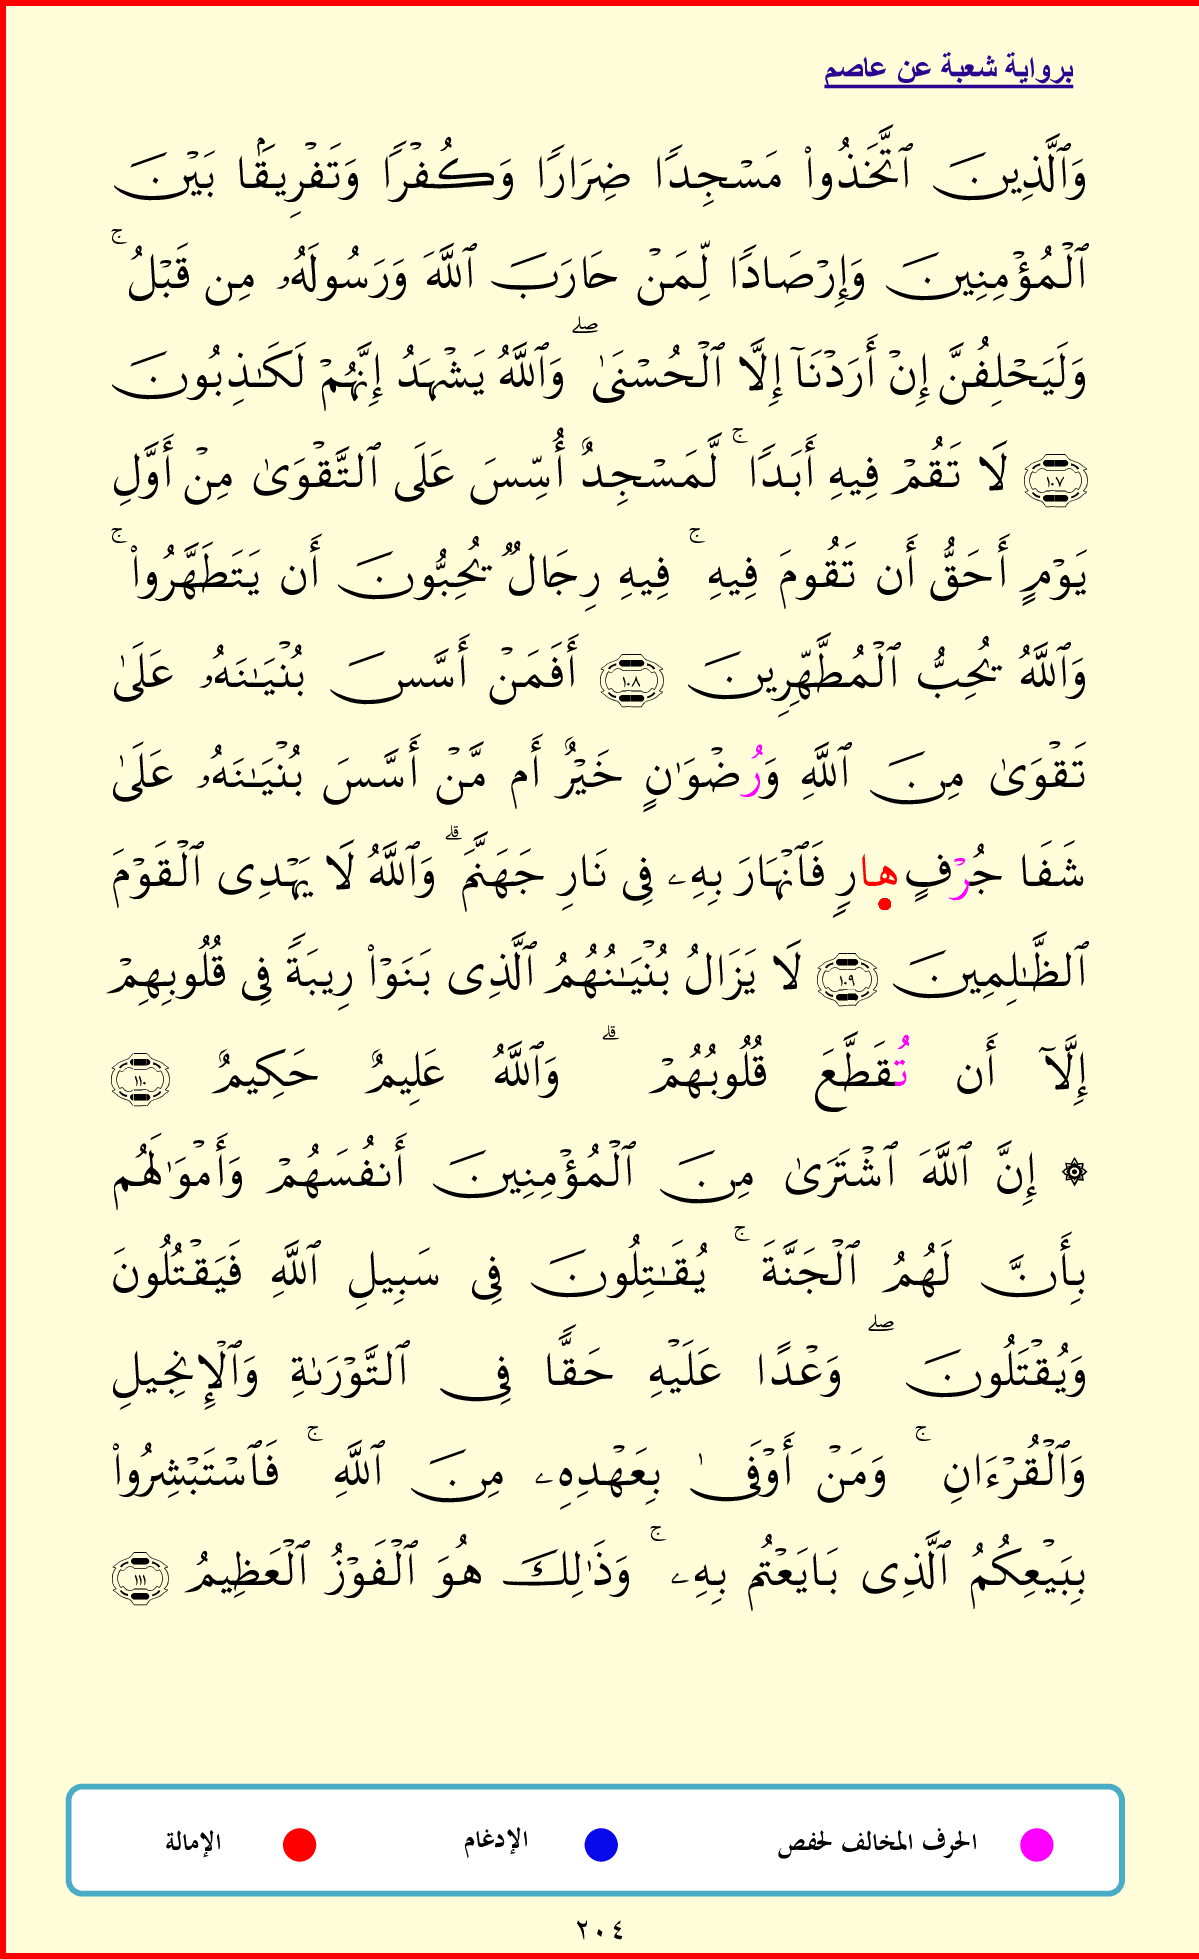 برواية شعبة عن عاصم
وَٱلَّذِينَ ٱتَّخَذُوا۟ مَسْجِدًا ضِرَارًا وَكُفْرًا وَتَفْرِيقًۢا بَيْنَ
ٱلْمُؤْمِنِينَ وَإِرْصَادًا لِّمَنْ حَارَبَ ٱللَّهَ وَرَسُولَهُۥ مِن قَبْلُ ۚ
وَلَيَحْلِفُنَّ إِنْ أَرَدْنَآ إِلَّا ٱلْحُسْنَىٰ ۖ وَٱللَّهُ يَشْهَدُ إِنَّهُمْ لَكَـٰذِبُونَ
١٠٧ لَا تَقُمْ فِيهِ أَبَدًا ۚ لَّمَسْجِدٌ أُسِّسَ عَلَى ٱلتَّقْوَىٰ مِنْ أَوَّلِ
يَوْمٍ أَحَقُّ أَن تَقُومَ فِيهِ ۚ فِيهِ رِجَالٌ يُحِبُّونَ أَن يَتَطَهَّرُوا۟ ۚ
وَٱللَّهُ يُحِبُّ ٱلْمُطَّهِّرِينَ ١٠٨ أَفَمَنْ أَسَّسَ بُنْيَـٰنَهُۥ عَلَىٰ
تَقْوَىٰ مِنَ ٱللَّهِ وَرُضْوَٰنٍ خَيْرٌ أَم مَّنْ أَسَّسَ بُنْيَـٰنَهُۥ عَلَىٰ
شَفَا جُرْفٍ هارٍ فَٱنْهَارَ بِهِۦ فِى نَارِ جَهَنَّمَ ۗ وَٱللَّهُ لَا يَهْدِى ٱلْقَوْمَ
ٱلظَّـٰلِمِينَ ١٠٩ لَا يَزَالُ بُنْيَـٰنُهُمُ ٱلَّذِى بَنَوْا۟ رِيبَةً فِى قُلُوبِهِمْ
إِلَّآ أَن تُقَطَّعَ قُلُوبُهُمْ ۗ وَٱللَّهُ عَلِيمٌ حَكِيمٌ ١١٠
۞ إِنَّ ٱللَّهَ ٱشْتَرَىٰ مِنَ ٱلْمُؤْمِنِينَ أَنفُسَهُمْ وَأَمْوَٰلَهُم
بِأَنَّ لَهُمُ ٱلْجَنَّةَ ۚ يُقَـٰتِلُونَ فِى سَبِيلِ ٱللَّهِ فَيَقْتُلُونَ
وَيُقْتَلُونَ ۖ وَعْدًا عَلَيْهِ حَقًّا فِى ٱلتَّوْرَىٰةِ وَٱلْإِنجِيلِ
وَٱلْقُرْءَانِ ۚ وَمَنْ أَوْفَىٰ بِعَهْدِهِۦ مِنَ ٱللَّهِ ۚ فَٱسْتَبْشِرُوا۟
بِبَيْعِكُمُ ٱلَّذِى بَايَعْتُم بِهِۦ ۚ وَذَٰلِكَ هُوَ ٱلْفَوْزُ ٱلْعَظِيمُ ١١١
الحرف المخالف لحفص الإدغام الإمالة
٢٠٤